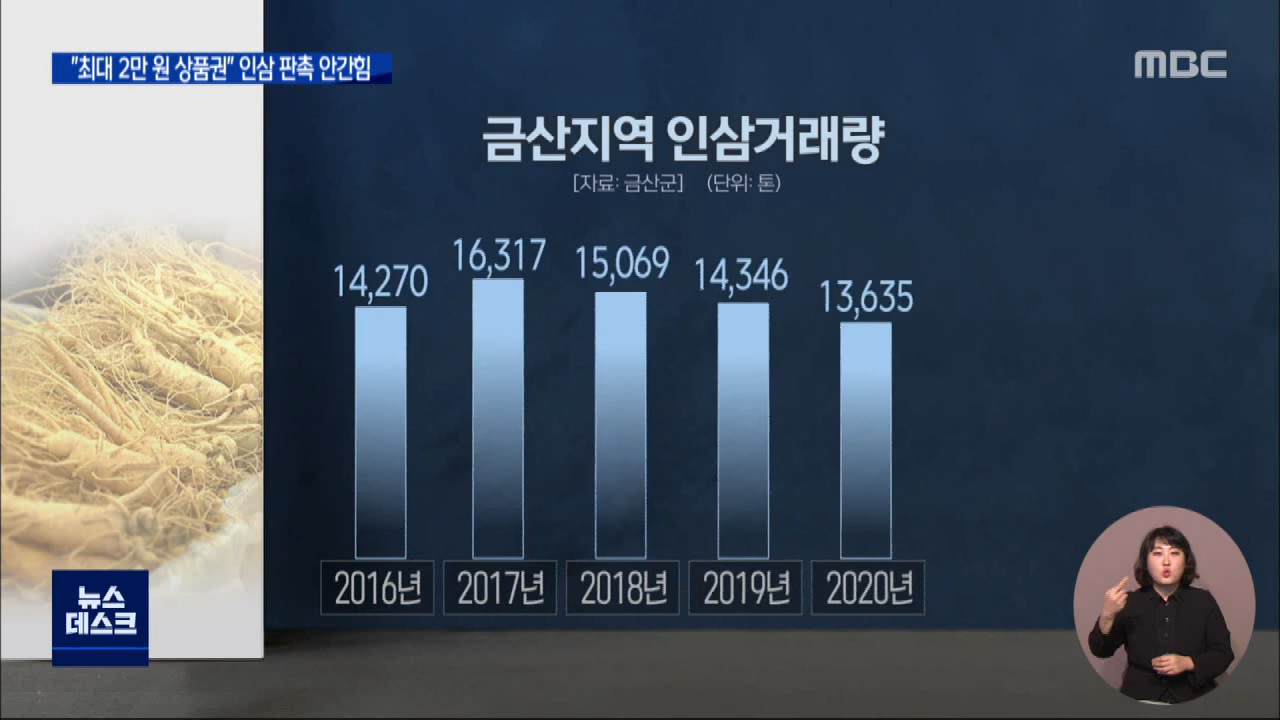 "최대 2만 원 상품권" 인삼 판촉 안간힘
MBC
금산지역 인삼거래량
[자료: 금산군] (단위: 톤)
14,270
16,317
15,069
14,346
13,635
2016년
2017년
2018년
2019년
2020년
뉴스
데스크